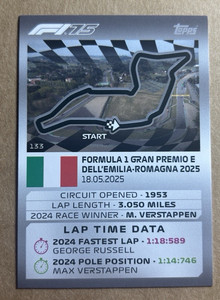 F1 75
Topps
133
START
FORMULA 1 GRAN PREMIO E
DELL'EMILIA-ROMAGNA 2025
18.05.2025
CIRCUIT OPENED - 1953
LAP LENGTH - 3.050 MILES
2024 RACE WINNER - M. VERSTAPPEN
LAP TIME DATA
2024 FASTEST LAP - 1:18:589
GEORGE RUSSELL
2024 POLE POSITION - 1:14:746
MAX VERSTAPPEN